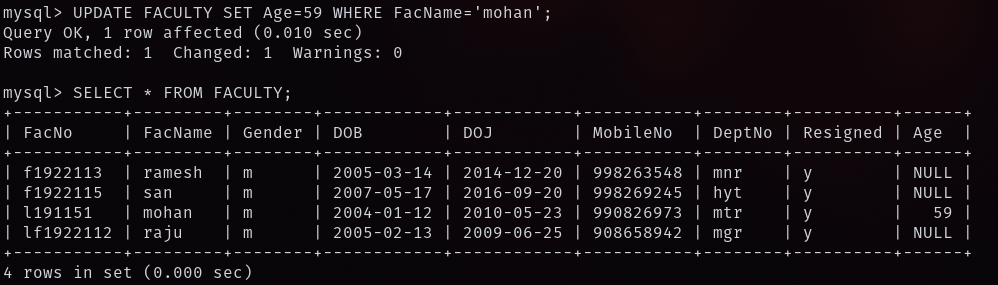 mysql> UPDATE FACULTY SET Age=59 WHERE FacName='mohan';
Query OK, 1 row affected (0.010 sec)
Rows matched: 1  Changed: 1  Warnings: 0

mysql> SELECT * FROM FACULTY;
+-----------+---------+--------+------------+------------+-----------+--------+----------+------+
| FacNo     | FacName | Gender | DOB        | DOJ        | MobileNo  | DeptNo | Resigned | Age  |
+-----------+---------+--------+------------+------------+-----------+--------+----------+------+
| f1922113  | ramesh  | m      | 2005-03-14 | 2014-12-20 | 998263548 | mnr    | y        | NULL |
| f1922115  | san     | m      | 2007-05-17 | 2016-09-20 | 998269245 | hyt    | y        | NULL |
| l191151   | mohan   | m      | 2004-01-12 | 2010-05-23 | 990826973 | mtr    | y        |   59 |
| lf1922112 | raju    | m      | 2005-02-13 | 2009-06-25 | 908658942 | mgr    | y        | NULL |
+-----------+---------+--------+------------+------------+-----------+--------+----------+------+
4 rows in set (0.000 sec)